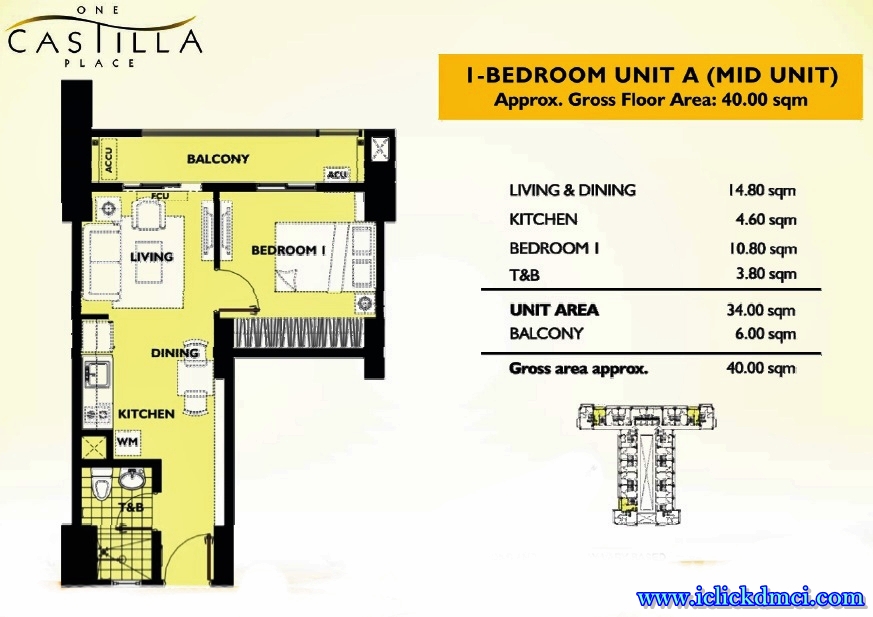 ONE
CASTILLA
PLACE
1-BEDROOM UNIT A (MID UNIT)
Approx. Gross Floor Area: 40.00 sqm
ACCU
BALCONY
ACU
FCU
LIVING
BEDROOM 1
DINING
KITCHEN
WM
T&B
LIVING & DINING 14.80 sqm
KITCHEN 4.60 sqm
BEDROOM 1 10.80 sqm
T&B 3.80 sqm
UNIT AREA 34.00 sqm
BALCONY 6.00 sqm
Gross area approx. 40.00 sqm
www.iclickdmci.com